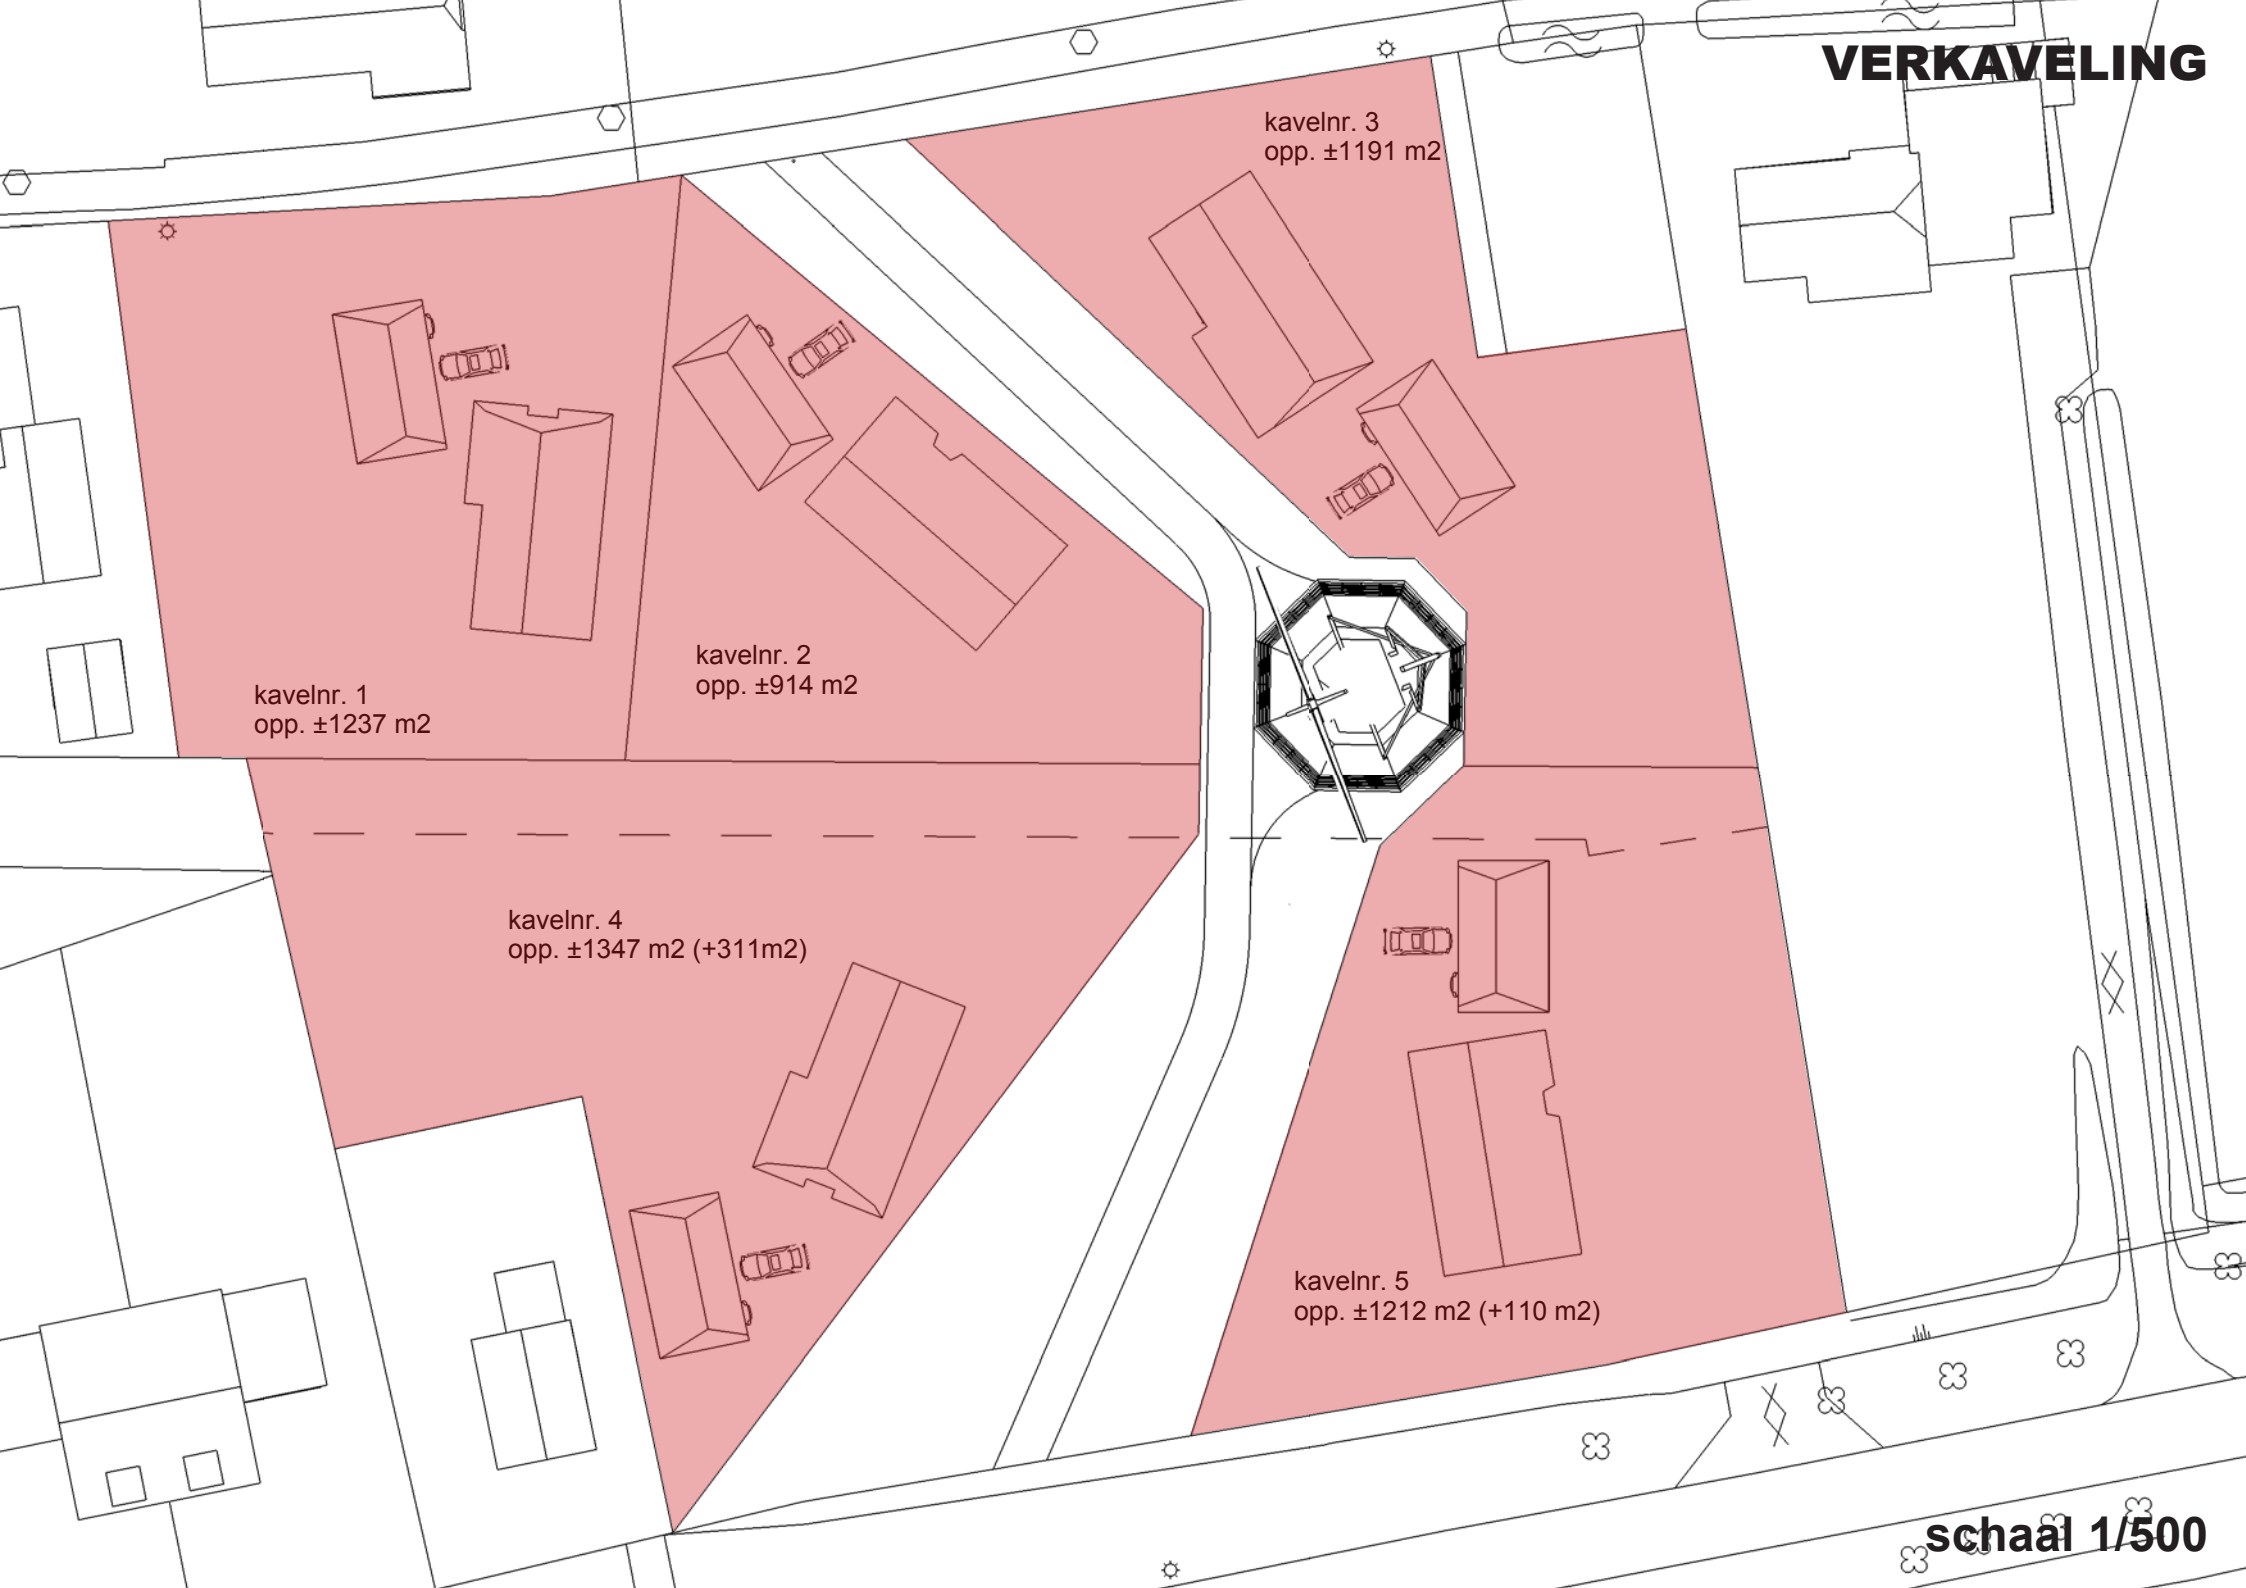 VERKAVELING
kavelnr. 3
opp. ±1191 m2
kavelnr. 2
opp. ±914 m2
kavelnr. 1
opp. ±1237 m2
kavelnr. 4
opp. ±1347 m2 (+311m2)
kavelnr. 5
opp. ±1212 m2 (+110 m2)
schaal 1/500